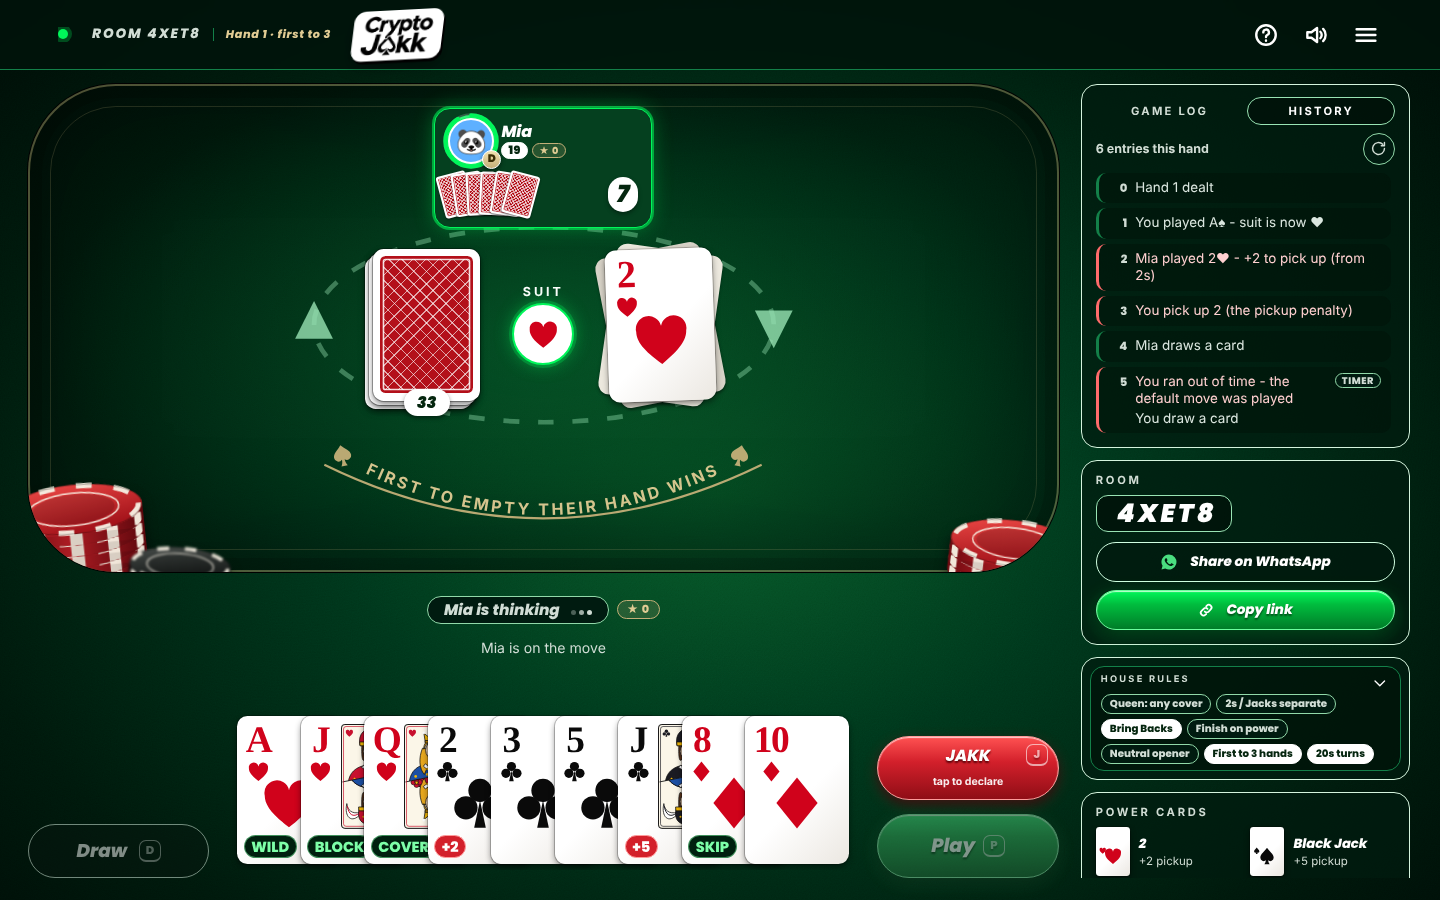 ROOM 4XET8
Hand 1 · first to 3
Crypto
Jakk
Mia
D
19
★ 0
7
2
SUIT
33
FIRST TO EMPTY THEIR HAND WINS
Mia is thinking
★ 0
Mia is on the move
Draw D
A
WILD
J
BLOCK
Q
COVER
2
+2
3
5
J
+5
8
SKIP
10
JAKK J
tap to declare
Play P
GAME LOG
HISTORY
6 entries this hand
0 Hand 1 dealt
1 You played A♠ - suit is now ♥
2 Mia played 2♥ - +2 to pick up (from
2s)
3 You pick up 2 (the pickup penalty)
4 Mia draws a card
5 You ran out of time - the TIMER
default move was played
You draw a card
ROOM
4XET8
Share on WhatsApp
Copy link
HOUSE RULES
Queen: any cover
2s / Jacks separate
Bring Backs
Finish on power
Neutral opener
First to 3 hands
20s turns
POWER CARDS
2
+2 pickup
Black Jack
+5 pickup